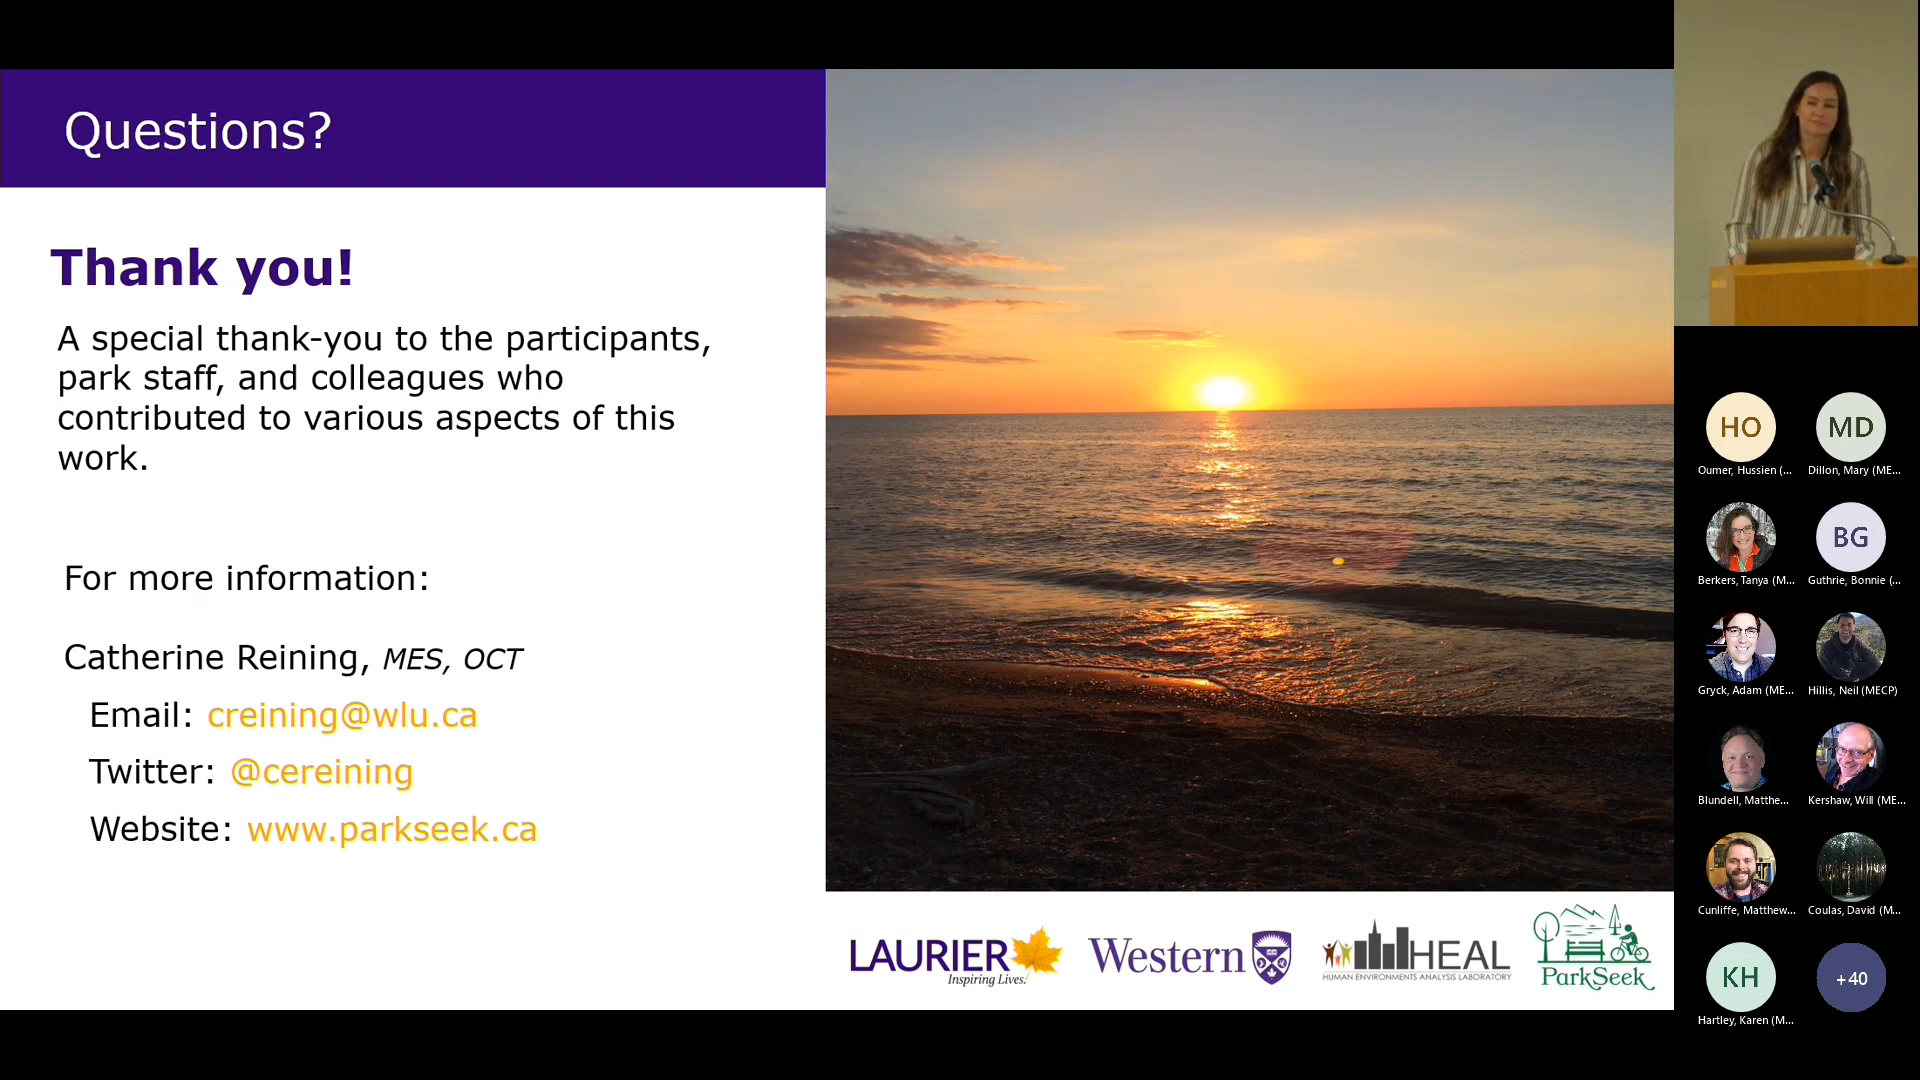 Questions?
Thank you!
A special thank-you to the participants,
park staff, and colleagues who
contributed to various aspects of this
work.
For more information:
Catherine Reining, MES, OCT
Email: creining@wlu.ca
Twitter: @cereining
Website: www.parkseek.ca
LAURIER
Inspiring Lives.
Western
HEAL
HUMAN ENVIRONMENTS ANALYSIS LABORATORY
ParkSeek
HO
MD
Oumer, Hussien (...
Dillon, Mary (ME...
BG
Berkers, Tanya (M...
Guthrie, Bonnie (...
Gryck, Adam (ME...
Hillis, Neil (MECP)
Blundell, Matthe...
Kershaw, Will (ME...
Cunliffe, Matthew...
Coulas, David (M...
KH
+40
Hartley, Karen (M...